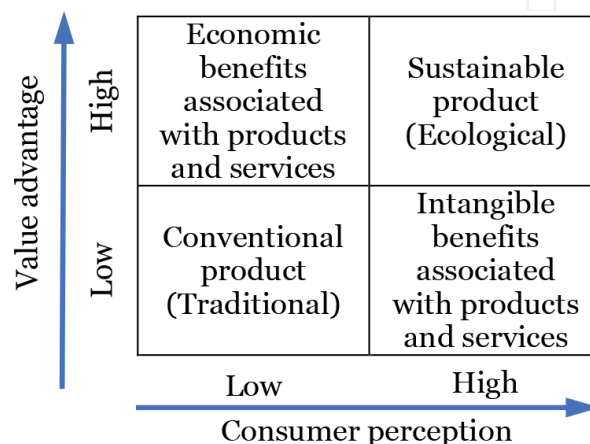 Value advantage
High
Low
Economic
benefits
associated
with products
and services
Sustainable
product
(Ecological)
Conventional
product
(Traditional)
Intangible
benefits
associated
with products
and services
Low
High
Consumer perception